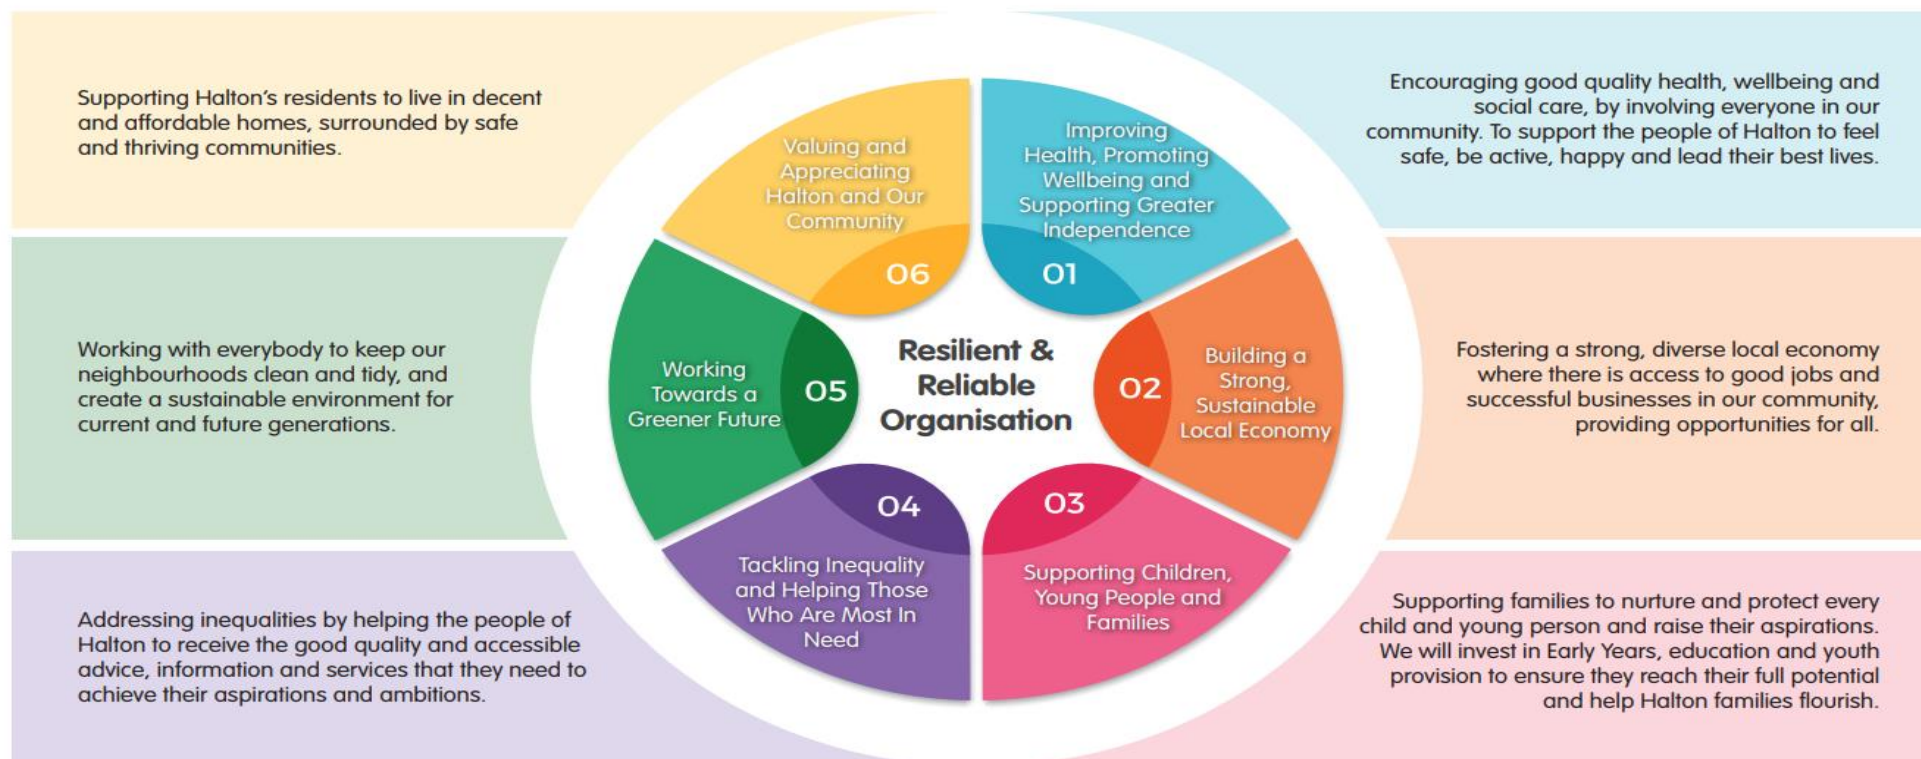 Supporting Halton's residents to live in decent
and affordable homes, surrounded by safe
and thriving communities.
Working with everybody to keep our
neighbourhoods clean and tidy, and
create a sustainable environment for
current and future generations.
Addressing inequalities by helping the people of
Halton to receive the good quality and accessible
advice, information and services that they need to
achieve their aspirations and ambitions.
Valuing and
Appreciating
Halton and Our
Community
06
Improving
Health, Promoting
Wellbeing and
Supporting Greater
Independence
01
Working
Towards a
Greener Future
05
Resilient &
Reliable
Organisation
02
Building a
Strong,
Sustainable
Local Economy
04
Tackling Inequality
and Helping Those
Who Are Most In
Need
03
Supporting Children,
Young People and
Families
Encouraging good quality health, wellbeing and
social care, by involving everyone in our
community. To support the people of Halton to feel
safe, be active, happy and lead their best lives.
Fostering a strong, diverse local economy
where there is access to good jobs and
successful businesses in our community,
providing opportunities for all.
Supporting families to nurture and protect every
child and young person and raise their aspirations.
We will invest in Early Years, education and youth
provision to ensure they reach their full potential
and help Halton families flourish.